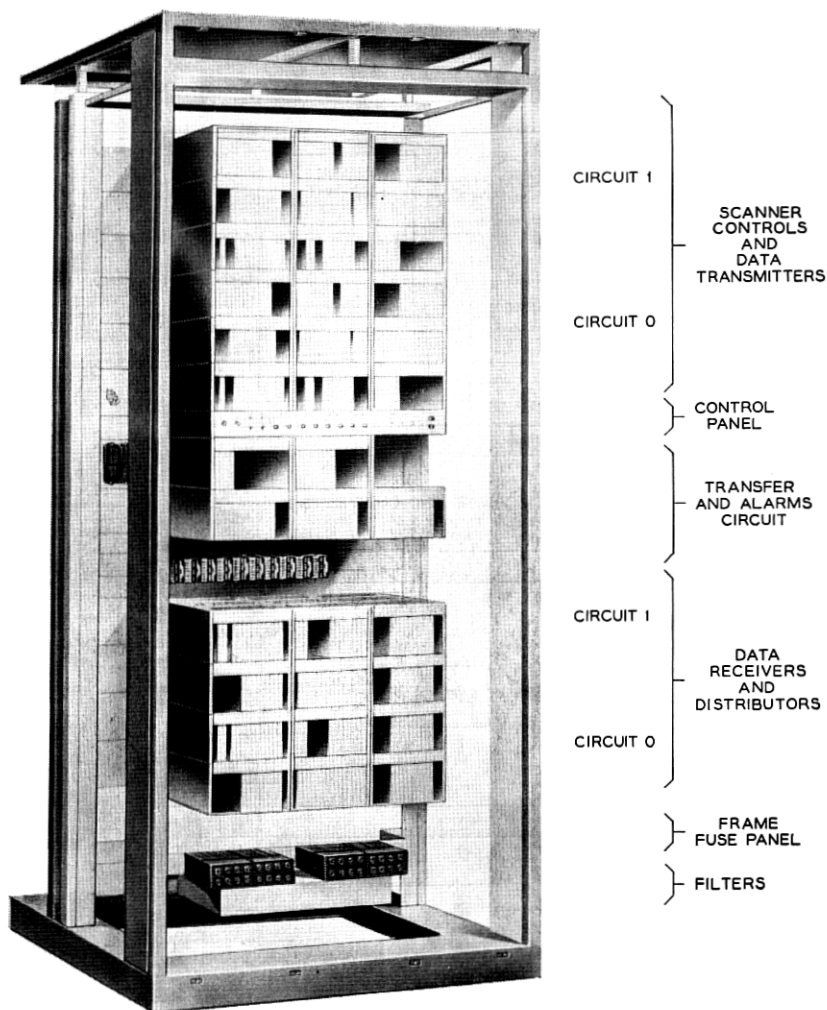 CIRCUIT 1
SCANNER
CONTROLS
AND
DATA
TRANSMITTERS
CIRCUIT 0
CONTROL
PANEL
TRANSFER
AND ALARMS
CIRCUIT
CIRCUIT 1
DATA
RECEIVERS
AND
DISTRIBUTORS
CIRCUIT 0
FRAME
FUSE PANEL
FILTERS